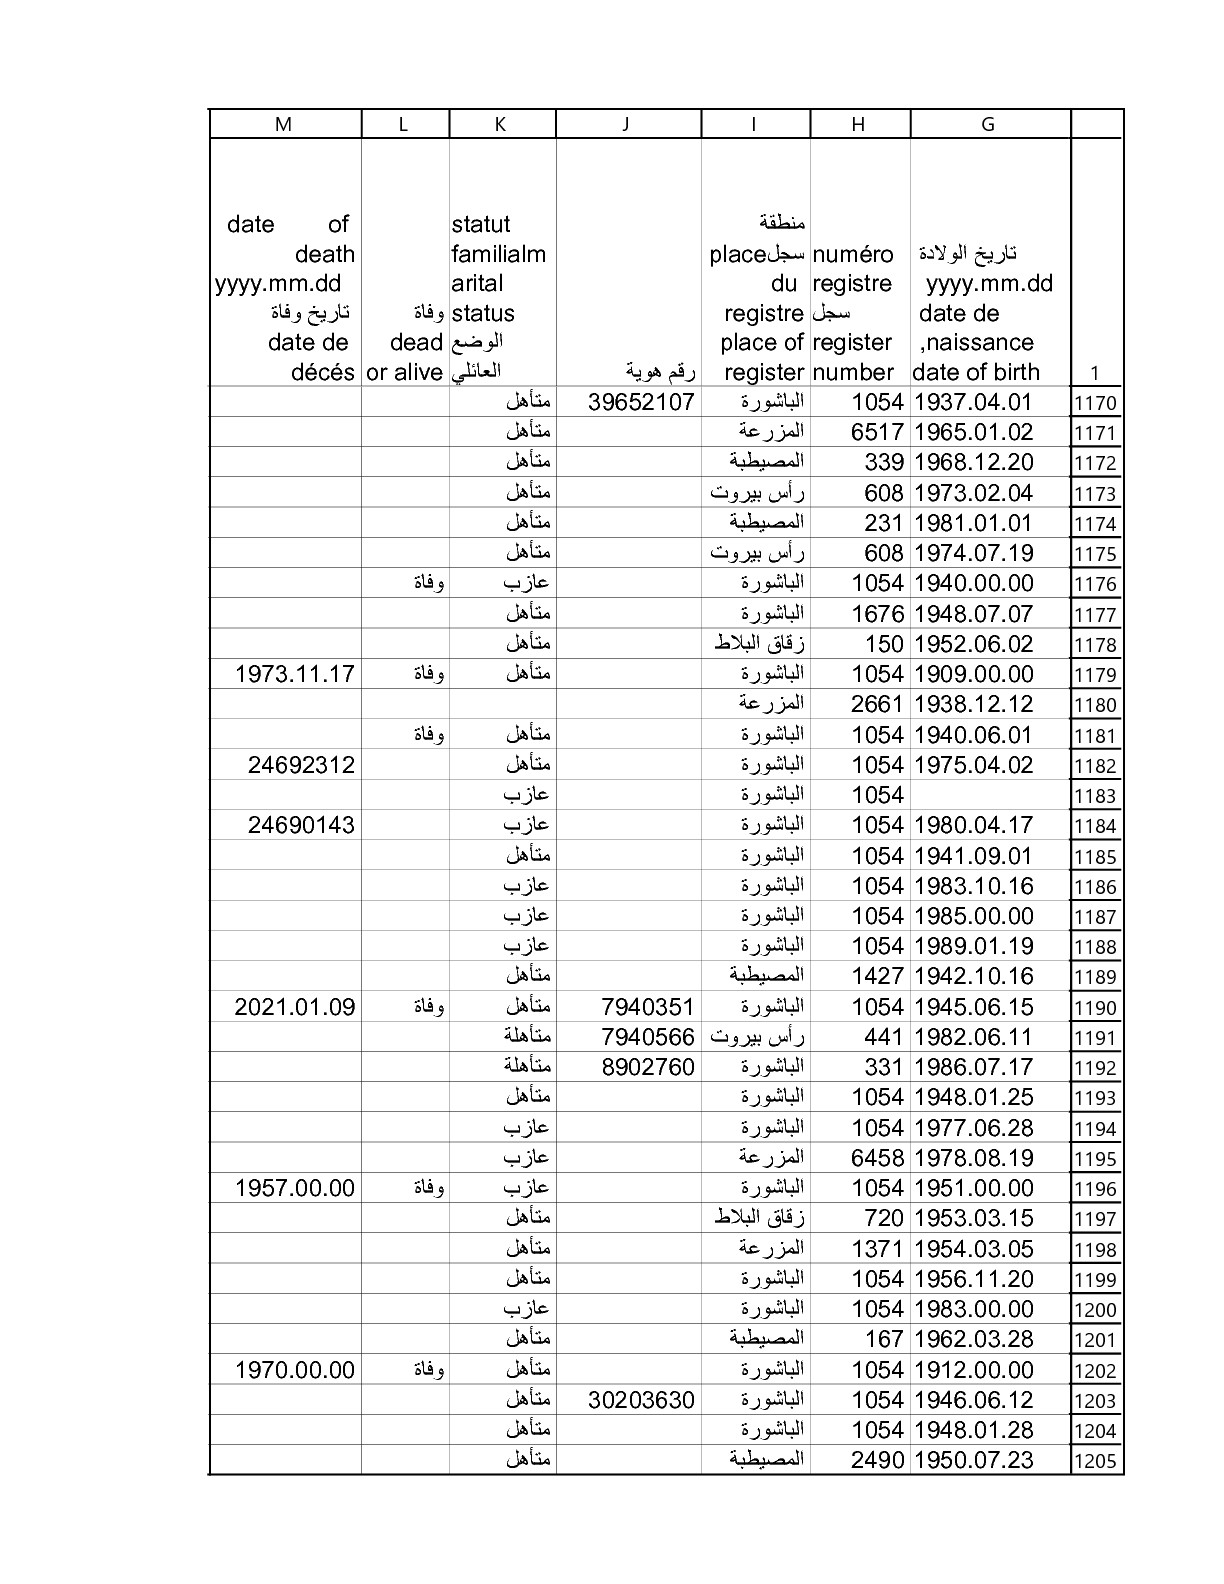 M L K J I H G
date of death yyyy.mm.dd تاريخ وفاة date de décés
وفاة dead or alive
statut familialm arital status الوضع العائلي
رقم هوية
منطقة سجلplace du registre place of register
numéro registre سجل register number
تاريخ الولادة yyyy.mm.dd date de ,naissance date of birth
1
متأهل 39652107 الباشورة 1054 1937.04.01 1170
متأهل المزرعة 6517 1965.01.02 1171
متأهل المصيطبة 339 1968.12.20 1172
متأهل رأس بيروت 608 1973.02.04 1173
متأهل المصيطبة 231 1981.01.01 1174
متأهل رأس بيروت 608 1974.07.19 1175
وفاة عازب الباشورة 1054 1940.00.00 1176
متأهل الباشورة 1676 1948.07.07 1177
متأهل زقاق البلاط 150 1952.06.02 1178
1973.11.17 وفاة متأهل الباشورة 1054 1909.00.00 1179
المزرعة 2661 1938.12.12 1180
وفاة متأهل الباشورة 1054 1940.06.01 1181
24692312 متأهل الباشورة 1054 1975.04.02 1182
عازب الباشورة 1054 1183
24690143 عازب الباشورة 1054 1980.04.17 1184
متأهل الباشورة 1054 1941.09.01 1185
عازب الباشورة 1054 1983.10.16 1186
عازب الباشورة 1054 1985.00.00 1187
عازب الباشورة 1054 1989.01.19 1188
متأهل المصيطبة 1427 1942.10.16 1189
2021.01.09 وفاة متأهل 7940351 الباشورة 1054 1945.06.15 1190
متأهلة 7940566 رأس بيروت 441 1982.06.11 1191
متأهلة 8902760 الباشورة 331 1986.07.17 1192
متأهل الباشورة 1054 1948.01.25 1193
عازب الباشورة 1054 1977.06.28 1194
عازب المزرعة 6458 1978.08.19 1195
1957.00.00 وفاة عازب الباشورة 1054 1951.00.00 1196
متأهل زقاق البلاط 720 1953.03.15 1197
متأهل المزرعة 1371 1954.03.05 1198
متأهل الباشورة 1054 1956.11.20 1199
عازب الباشورة 1054 1983.00.00 1200
متأهل المصيطبة 167 1962.03.28 1201
1970.00.00 وفاة متأهل الباشورة 1054 1912.00.00 1202
متأهل 30203630 الباشورة 1054 1946.06.12 1203
متأهل الباشورة 1054 1948.01.28 1204
متأهل المصيطبة 2490 1950.07.23 1205